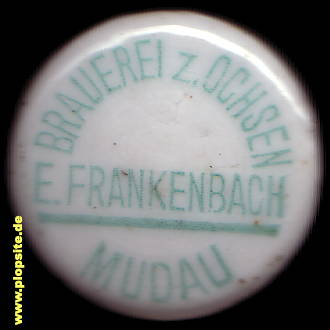 BRAUEREI Z. OCHSEN
E. FRANKENBACH
MUDAU
www.plopsite.de